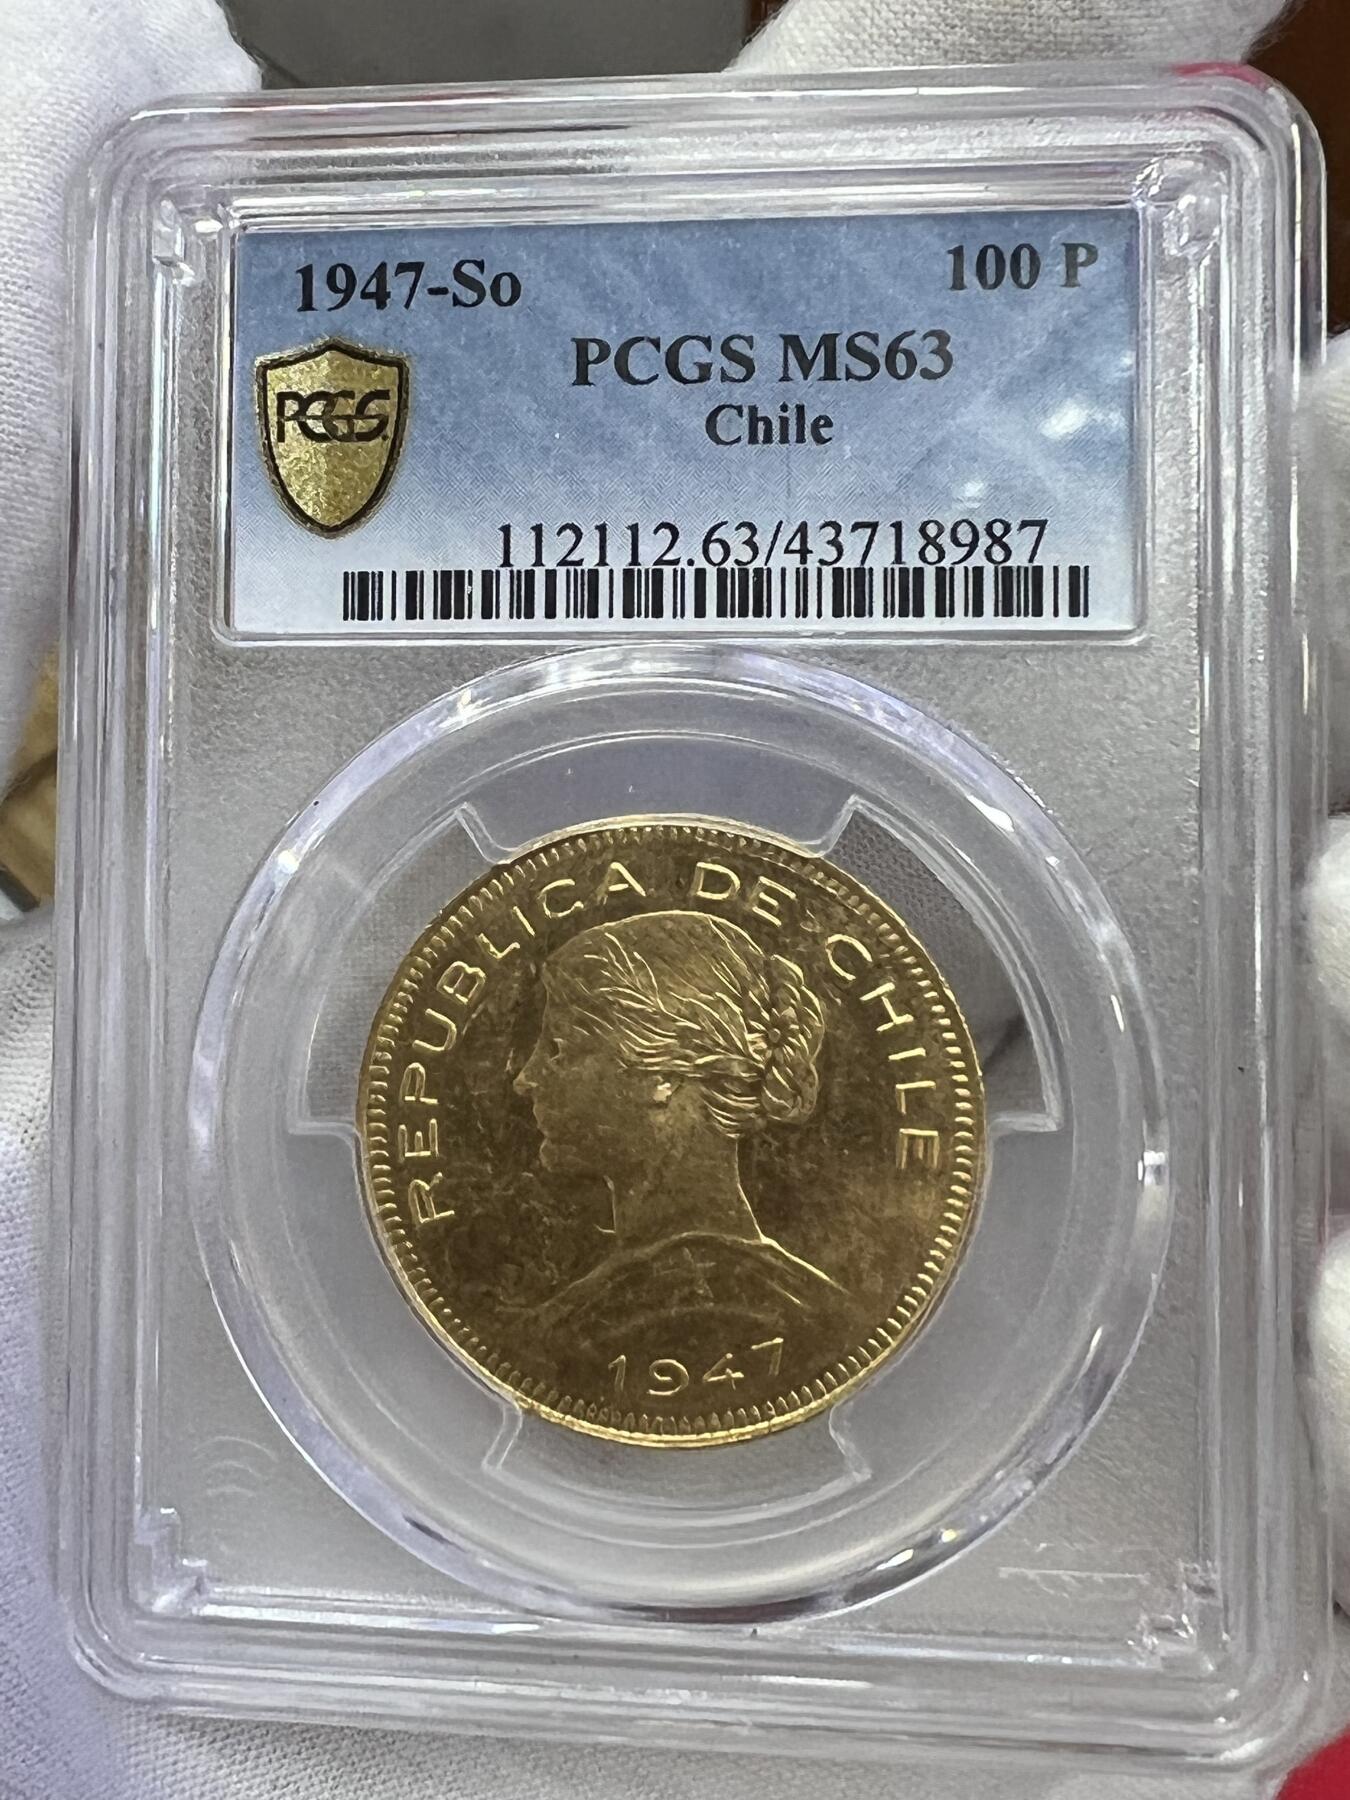 1947-So 100 P
PCGS MS63
Chile
PCGS
112112.63/43718987
REPUBLICA DE CHILE
1947